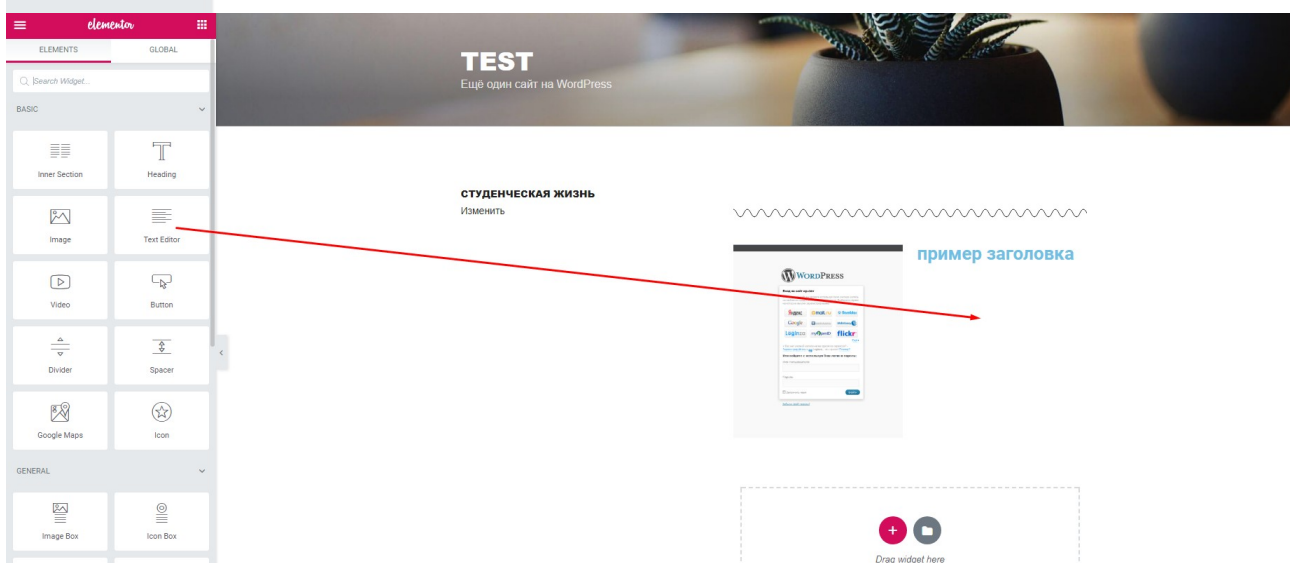 elementor
ELEMENTS GLOBAL
Search Widget...
BASIC
Inner Section Heading
Image Text Editor
Video Button
Divider Spacer
Google Maps Icon
GENERAL
Image Box Icon Box
TEST
Ещё один сайт на WordPress
СТУДЕНЧЕСКАЯ ЖИЗНЬ
Изменить
WORDPRESS
Google
Loginza myOpenID flickr
пример заголовка
Drag widget here